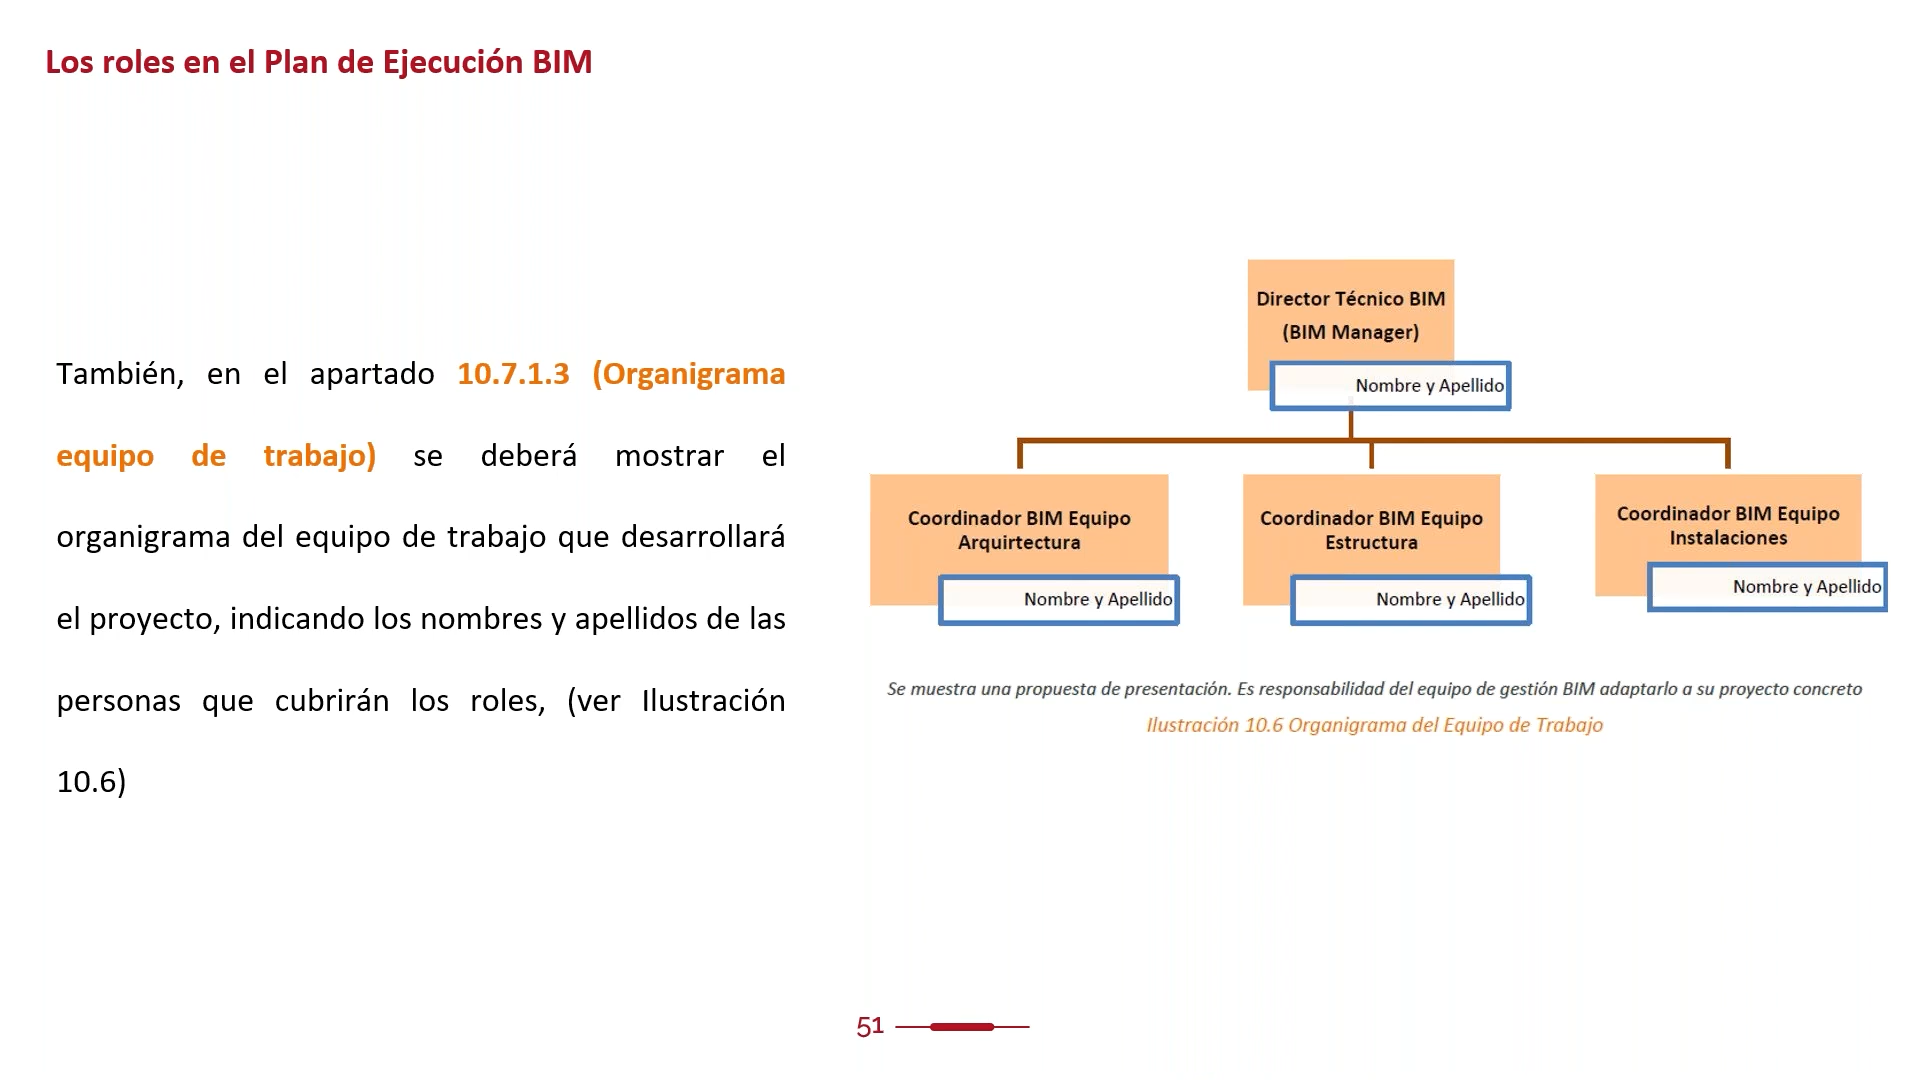 Los roles en el Plan de Ejecución BIM
También, en el apartado 10.7.1.3 (Organigrama
equipo de trabajo) se deberá mostrar el
organigrama del equipo de trabajo que desarrollará
el proyecto, indicando los nombres y apellidos de las
personas que cubrirán los roles, (ver Ilustración
10.6)
Director Técnico BIM
(BIM Manager)
Nombre y Apellido
Coordinador BIM Equipo
Arquirtectura
Nombre y Apellido
Coordinador BIM Equipo
Estructura
Nombre y Apellido
Coordinador BIM Equipo
Instalaciones
Nombre y Apellido
Se muestra una propuesta de presentación. Es responsabilidad del equipo de gestión BIM adaptarlo a su proyecto concreto
Ilustración 10.6 Organigrama del Equipo de Trabajo
51